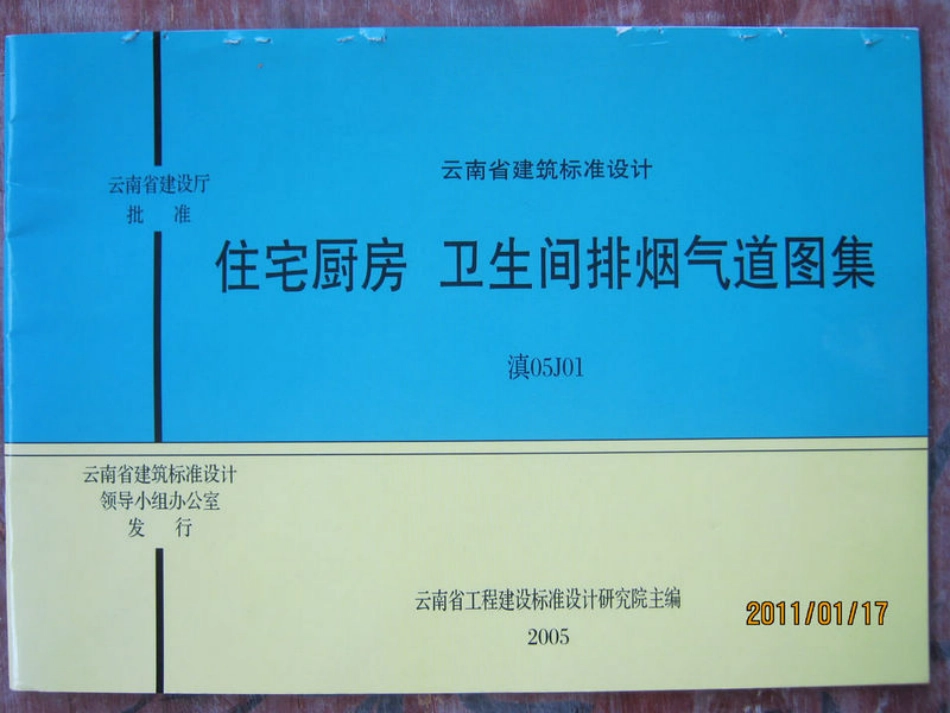 云南省建设厅
批 准
云南省建筑标准设计
住宅厨房 卫生间排烟气道图集
滇05J01
云南省建筑标准设计
领导小组办公室
发 行
云南省工程建设标准设计研究院主编
2005
2011/01/17